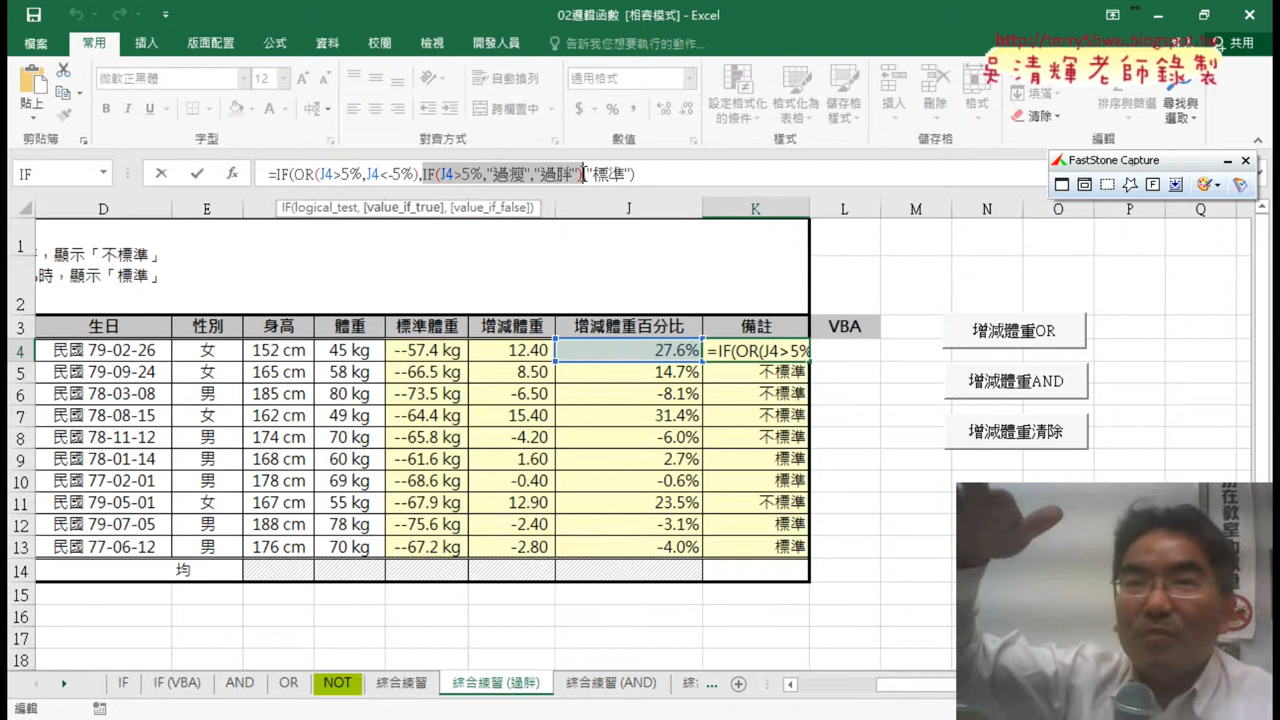 02邏輯函數 [相容模式] - Excel
檔案 常用 插入 版面配置 公式 資料 校閱 檢視 開發人員 告訴我您想要執行的動作... 共用
http://terry55wu.blogspot.tw
吳清輝老師錄製
貼上 微軟正黑體 12 自動換列 通用格式 設定格式化的條件 格式化為表格 儲存格樣式 插入 刪除 格式 填滿 清除 排序與篩選 尋找與選取
B I U A 中 跨欄置中 $ %
剪貼簿 字型 對齊方式 數值 樣式 儲存格 編輯
FastStone Capture
IF =IF(OR(J4>5%,J4<-5%),IF(J4>5%,"過瘦","過胖"),"標準")
IF(logical_test, [value_if_true], [value_if_false])
D E J K L M N O P Q
1 ，顯示「不標準」
時，顯示「標準」
2
3 生日 性別 身高 體重 標準體重 增減體重 增減體重百分比 備註 VBA
4 民國 79-02-26 女 152 cm 45 kg --57.4 kg 12.40 27.6% =IF(OR(J4>5%
5 民國 79-09-24 女 165 cm 58 kg --66.5 kg 8.50 14.7% 不標準
6 民國 78-03-08 男 185 cm 80 kg --73.5 kg -6.50 -8.1% 不標準
7 民國 78-08-15 女 162 cm 49 kg --64.4 kg 15.40 31.4% 不標準
8 民國 78-11-12 男 174 cm 70 kg --65.8 kg -4.20 -6.0% 不標準
9 民國 78-01-14 男 168 cm 60 kg --61.6 kg 1.60 2.7% 標準
10 民國 77-02-01 男 178 cm 69 kg --68.6 kg -0.40 -0.6% 標準
11 民國 79-05-01 女 167 cm 55 kg --67.9 kg 12.90 23.5% 不標準
12 民國 79-07-05 男 188 cm 78 kg --75.6 kg -2.40 -3.1% 標準
13 民國 77-06-12 男 176 cm 70 kg --67.2 kg -2.80 -4.0% 標準
14 均
15
16
17
18
增減體重OR
增減體重AND
增減體重清除
IF IF (VBA) AND OR NOT 綜合練習 綜合練習 (過胖) 綜合練習 (AND) ...
編輯